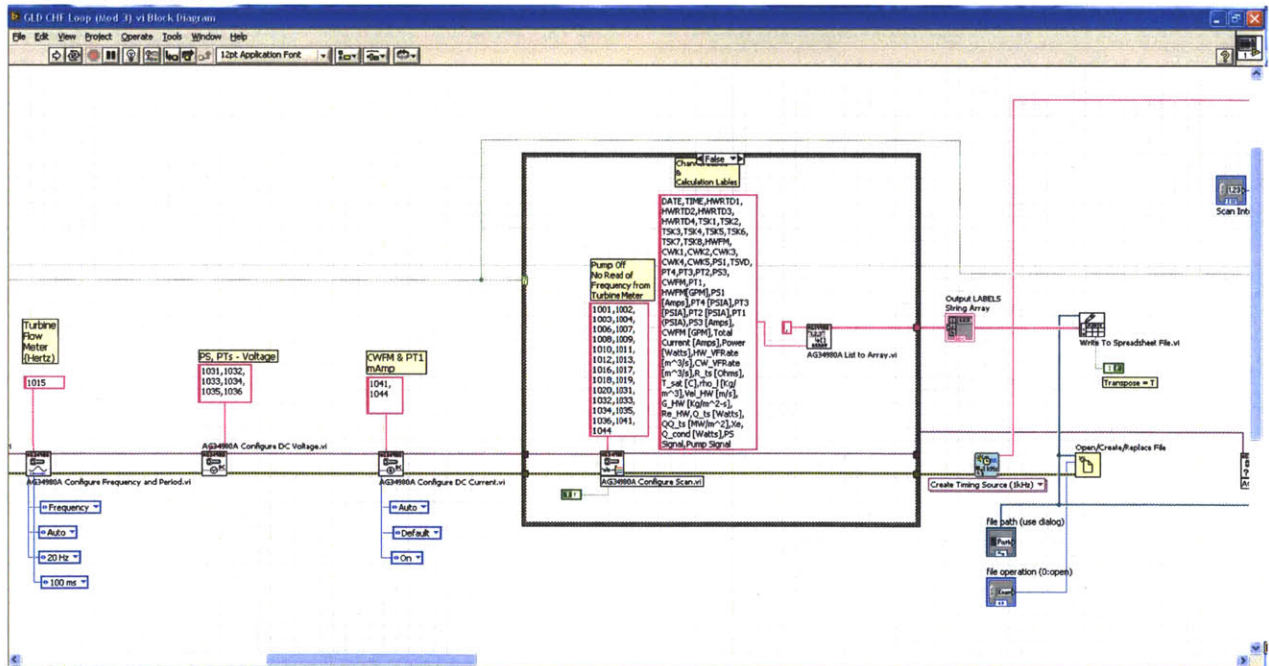 GLD CHF Loop (Mod 3).vi Block Diagram
File Edit View Project Operate Tools Window Help
12pt Application Font
False
Calculation Lables
DATE,TIME,HWRTD1,
HWRTD2,HWRTD3,
HWRTD4,TSK1,TSK2,
TSK3,TSK4,TSK5,TSK6,
TSK7,TSK8,HWFM,
CWK1,CWK2,CWK3,
CWK4,CWK5,PS1,TSVD,
PT4,PT3,PT2,PS3,
CWFM,PT1,
HWFM[GPM],PS1
[Amps],PT4 [PSIA],PT3
[PSIA],PT2 [PSIA],PT1
(PSIA),PS3 [Amps],
CWFM [GPM],Total
Current [Amps],Power
[Watts],HW_VFRate
[m^3/s],CW_VFRate
[m^3/s],R_ts [Ohms],
T_sat [C],rho_l [Kg/
m^3],Vel_HW [m/s],
G_HW [Kg/m^2-s],
Re_HW,Q_ts [Watts],
QQ_ts [MW/m^2],Xe,
Q_cond [Watts],PS
Signal,Pump Signal
Pump Off
No Read of
Frequency from
Turbine Meter
1001,1002,
1003,1004,
1006,1007,
1008,1009,
1010,1011,
1012,1013,
1016,1017,
1018,1019,
1020,1031,
1032,1033,
1034,1035,
1036,1041,
1044
AG34980A List to Array.vi
AG34980A Configure Scan.vi
Turbine
Flow
Meter
(Hertz)
1015
AG34980A Configure Frequency and Period.vi
Frequency
Auto
20 Hz
100 ms
PS, PTs - Voltage
1031,1032,
1033,1034,
1035,1036
AG34980A Configure DC Voltage.vi
CWFM & PT1
mAmp
1041,
1044
AG34980A Configure DC Current.vi
Auto
Default
On
Output LABELS
String Array
Write To Spreadsheet File.vi
Transpose = T
Scan Int
Create Timing Source (1kHz)
Open/Create/Replace File
file path (use dialog)
Path
file operation (0:open)